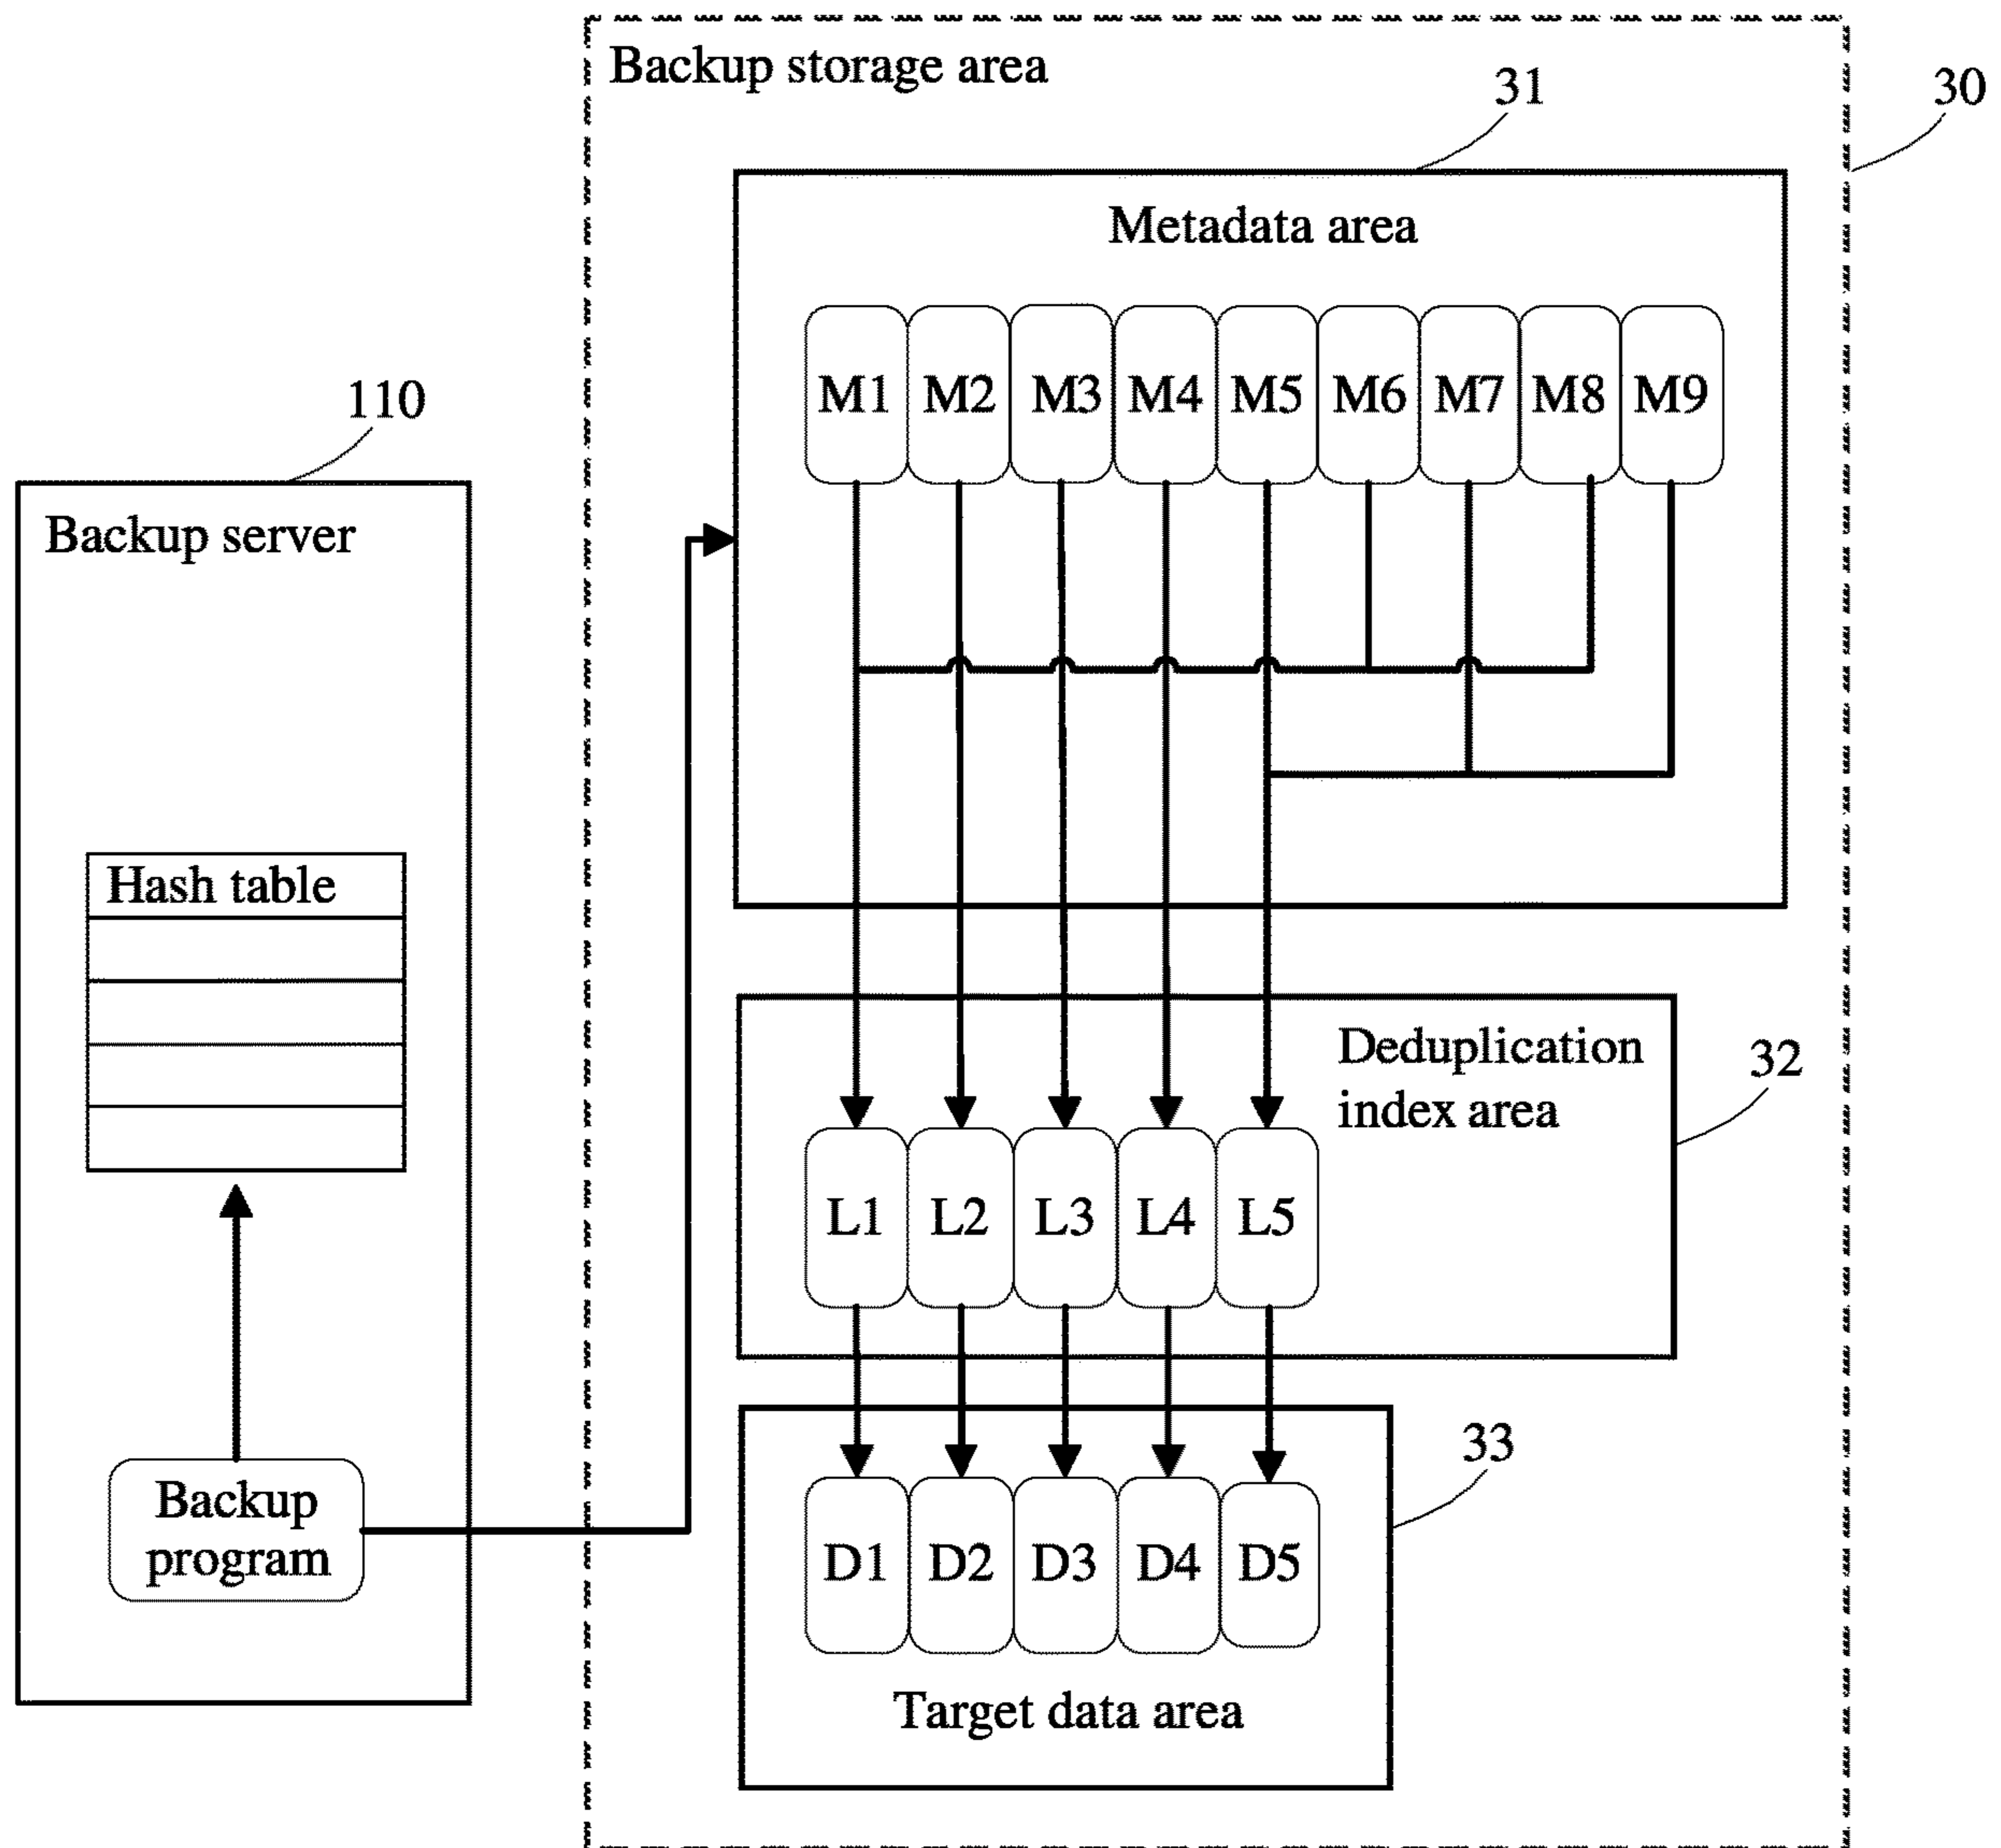 Backup storage area
31
30
Metadata area
M1 M2 M3 M4 M5 M6 M7 M8 M9
110
Backup server
Hash table
Deduplication
index area
32
L1 L2 L3 L4 L5
33
Backup
program
D1 D2 D3 D4 D5
Target data area